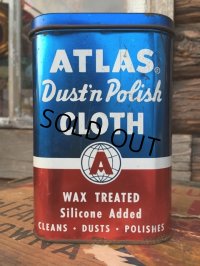 ATLAS®
Dust'n Polish
CLOTH
SOLD OUT
A
WAX TREATED
Silicone Added
CLEANS · DUSTS · POLISHES